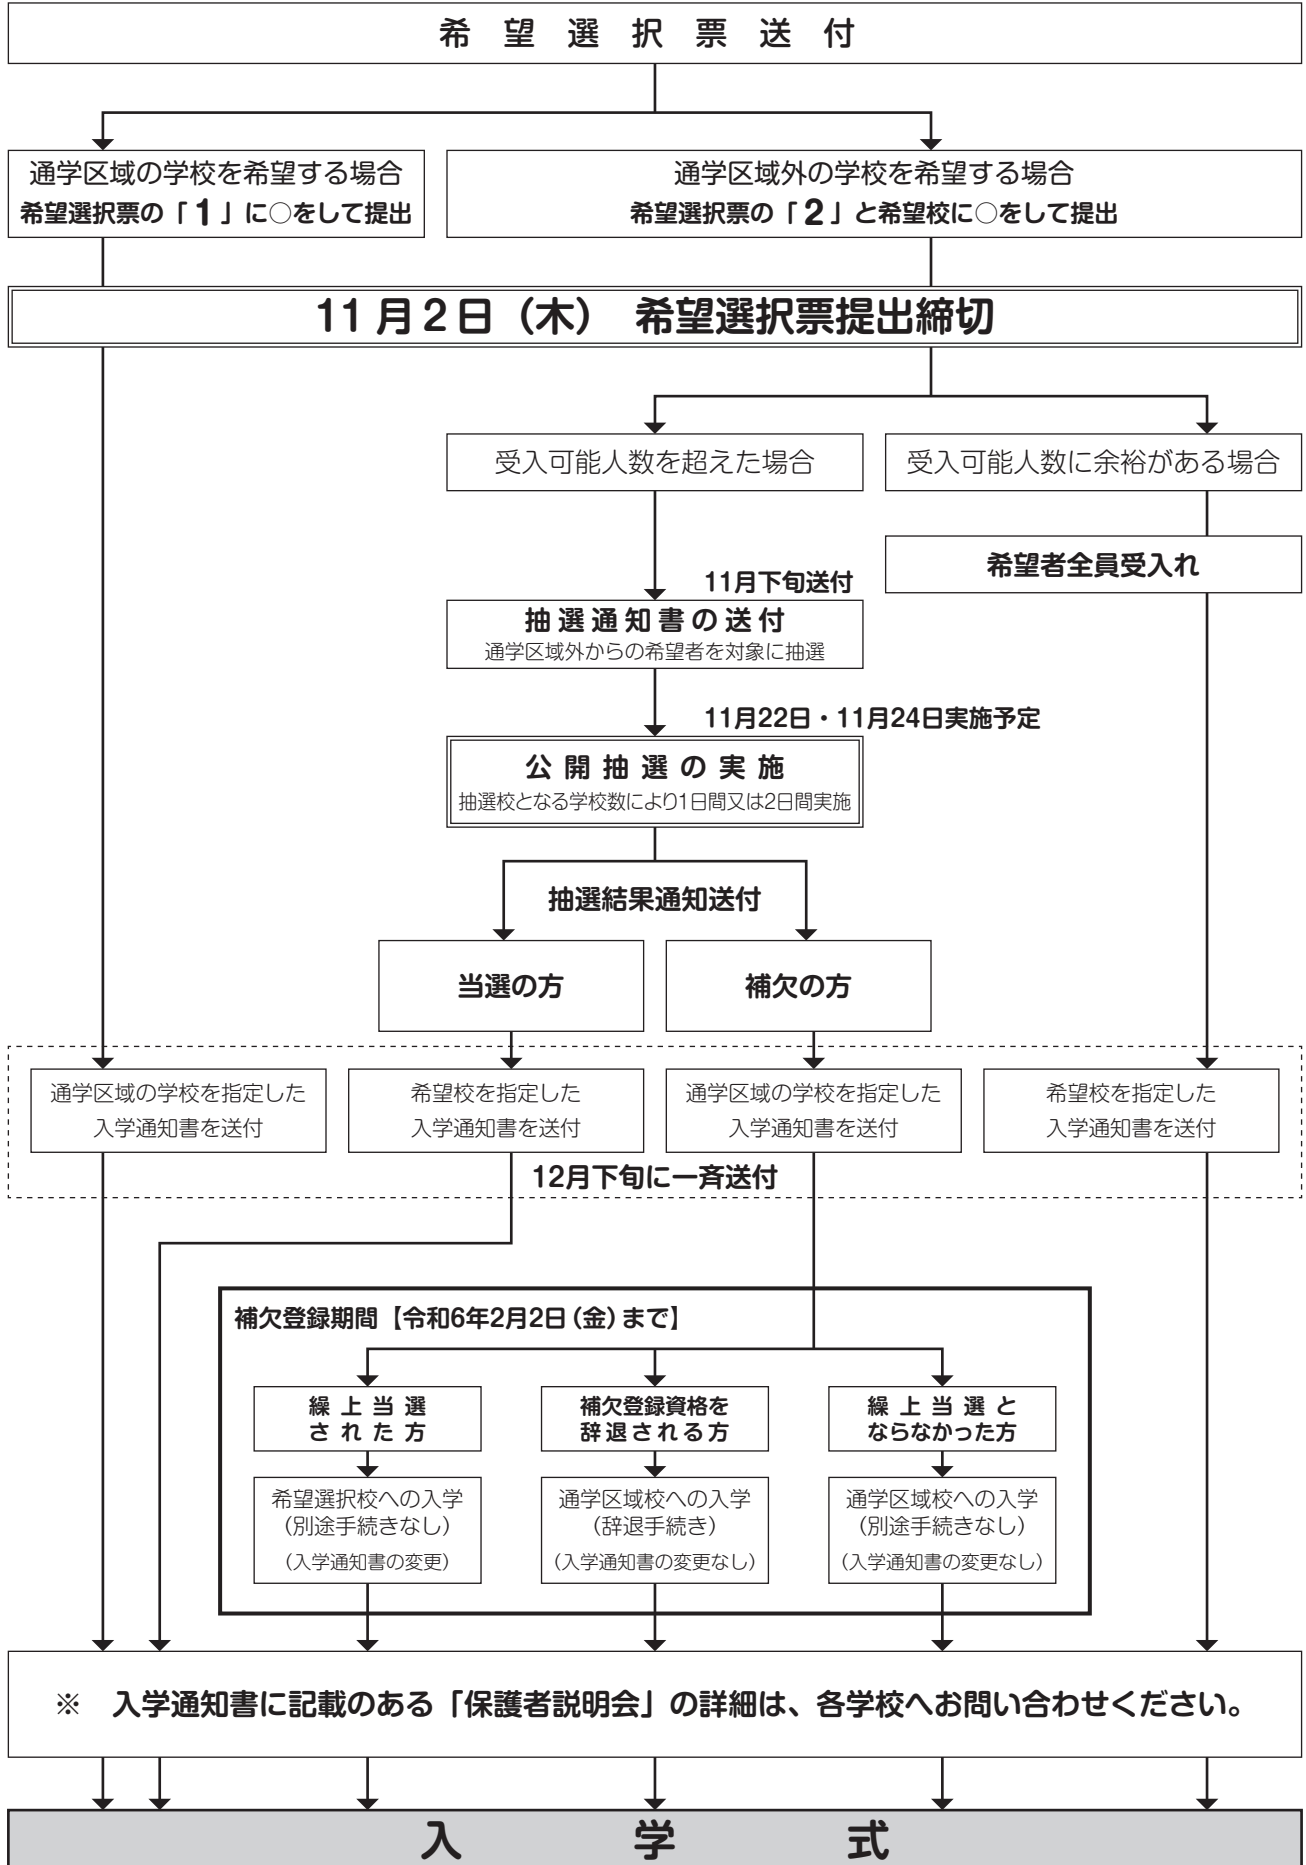 希望選択票送付
通学区域の学校を希望する場合
希望選択票の「1」に○をして提出
通学区域外の学校を希望する場合
希望選択票の「2」と希望校に○をして提出
11月2日（木）　希望選択票提出締切
受入可能人数を超えた場合
受入可能人数に余裕がある場合
希望者全員受入れ
11月下旬送付
抽選通知書の送付
通学区域外からの希望者を対象に抽選
11月22日・11月24日実施予定
公開抽選の実施
抽選校となる学校数により1日間又は2日間実施
抽選結果通知送付
当選の方
補欠の方
通学区域の学校を指定した
入学通知書を送付
希望校を指定した
入学通知書を送付
通学区域の学校を指定した
入学通知書を送付
希望校を指定した
入学通知書を送付
12月下旬に一斉送付
補欠登録期間【令和6年2月2日（金）まで】
繰上当選
された方
補欠登録資格を
辞退される方
繰上当選と
ならなかった方
希望選択校への入学
（別途手続きなし）
（入学通知書の変更）
通学区域校への入学
（辞退手続き）
（入学通知書の変更なし）
通学区域校への入学
（別途手続きなし）
（入学通知書の変更なし）
※　入学通知書に記載のある「保護者説明会」の詳細は、各学校へお問い合わせください。
入学式